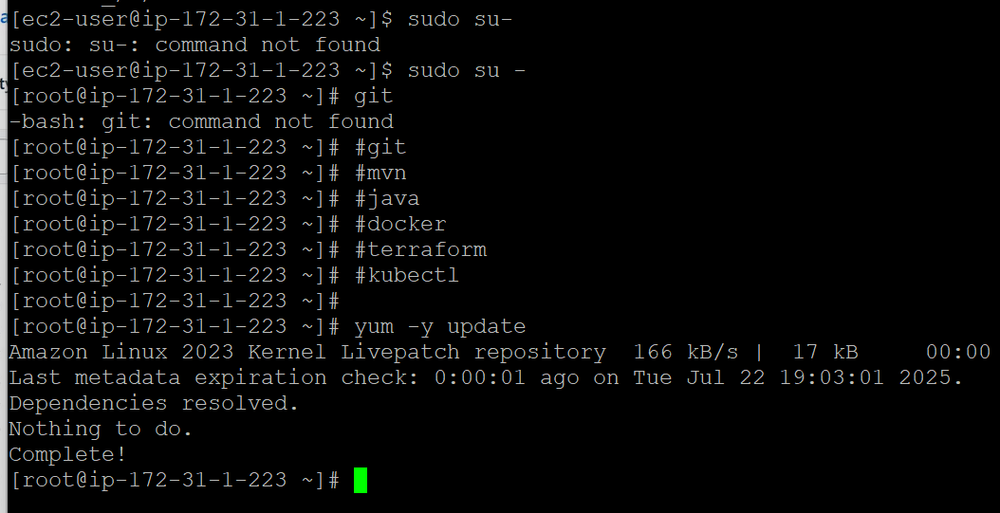 [ec2-user@ip-172-31-1-223 ~]$ sudo su-
sudo: su-: command not found
[ec2-user@ip-172-31-1-223 ~]$ sudo su -
[root@ip-172-31-1-223 ~]# git
-bash: git: command not found
[root@ip-172-31-1-223 ~]# #git
[root@ip-172-31-1-223 ~]# #mvn
[root@ip-172-31-1-223 ~]# #java
[root@ip-172-31-1-223 ~]# #docker
[root@ip-172-31-1-223 ~]# #terraform
[root@ip-172-31-1-223 ~]# #kubectl
[root@ip-172-31-1-223 ~]#
[root@ip-172-31-1-223 ~]# yum -y update
Amazon Linux 2023 Kernel Livepatch repository  166 kB/s |  17 kB     00:00
Last metadata expiration check: 0:00:01 ago on Tue Jul 22 19:03:01 2025.
Dependencies resolved.
Nothing to do.
Complete!
[root@ip-172-31-1-223 ~]#